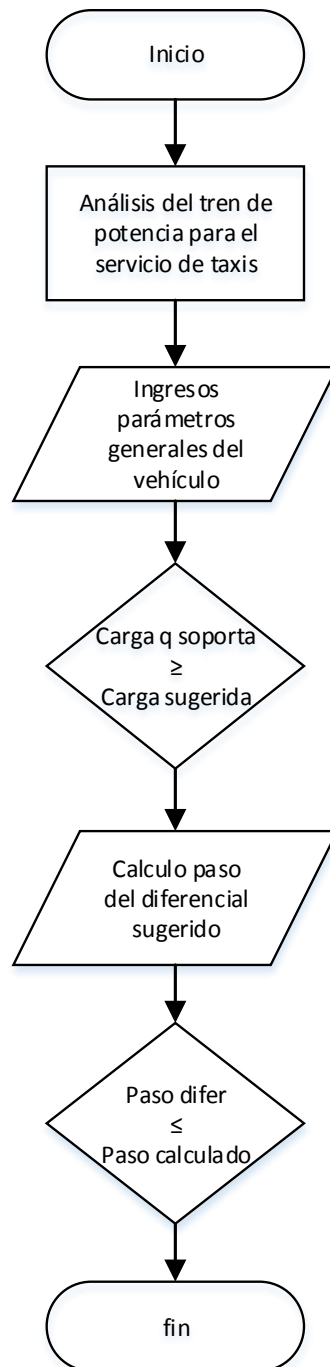 Inicio
Análisis del tren de
potencia para el
servicio de taxis
Ingresos
parámetros
generales del
vehículo
Carga q soporta
≥
Carga sugerida
Calculo paso
del diferencial
sugerido
Paso difer
≤
Paso calculado
fin